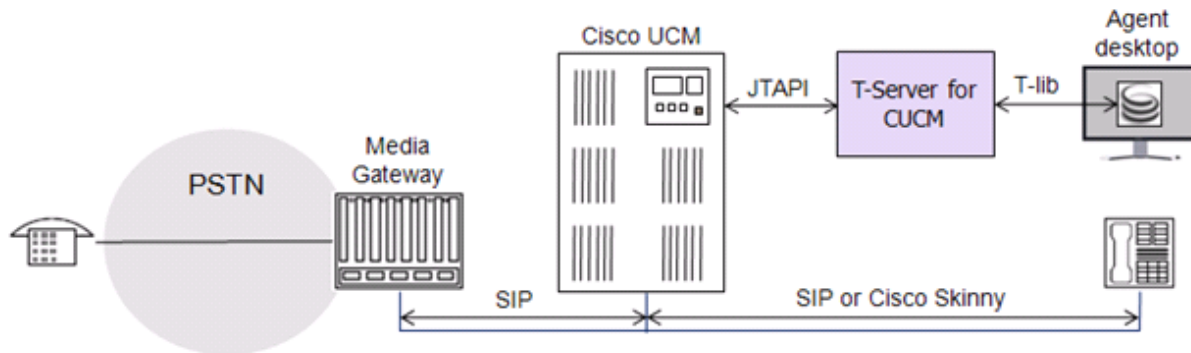 Cisco UCM
Agent
desktop
JTAPI
T-Server for
CUCM
T-lib
Media
Gateway
PSTN
SIP
SIP or Cisco Skinny